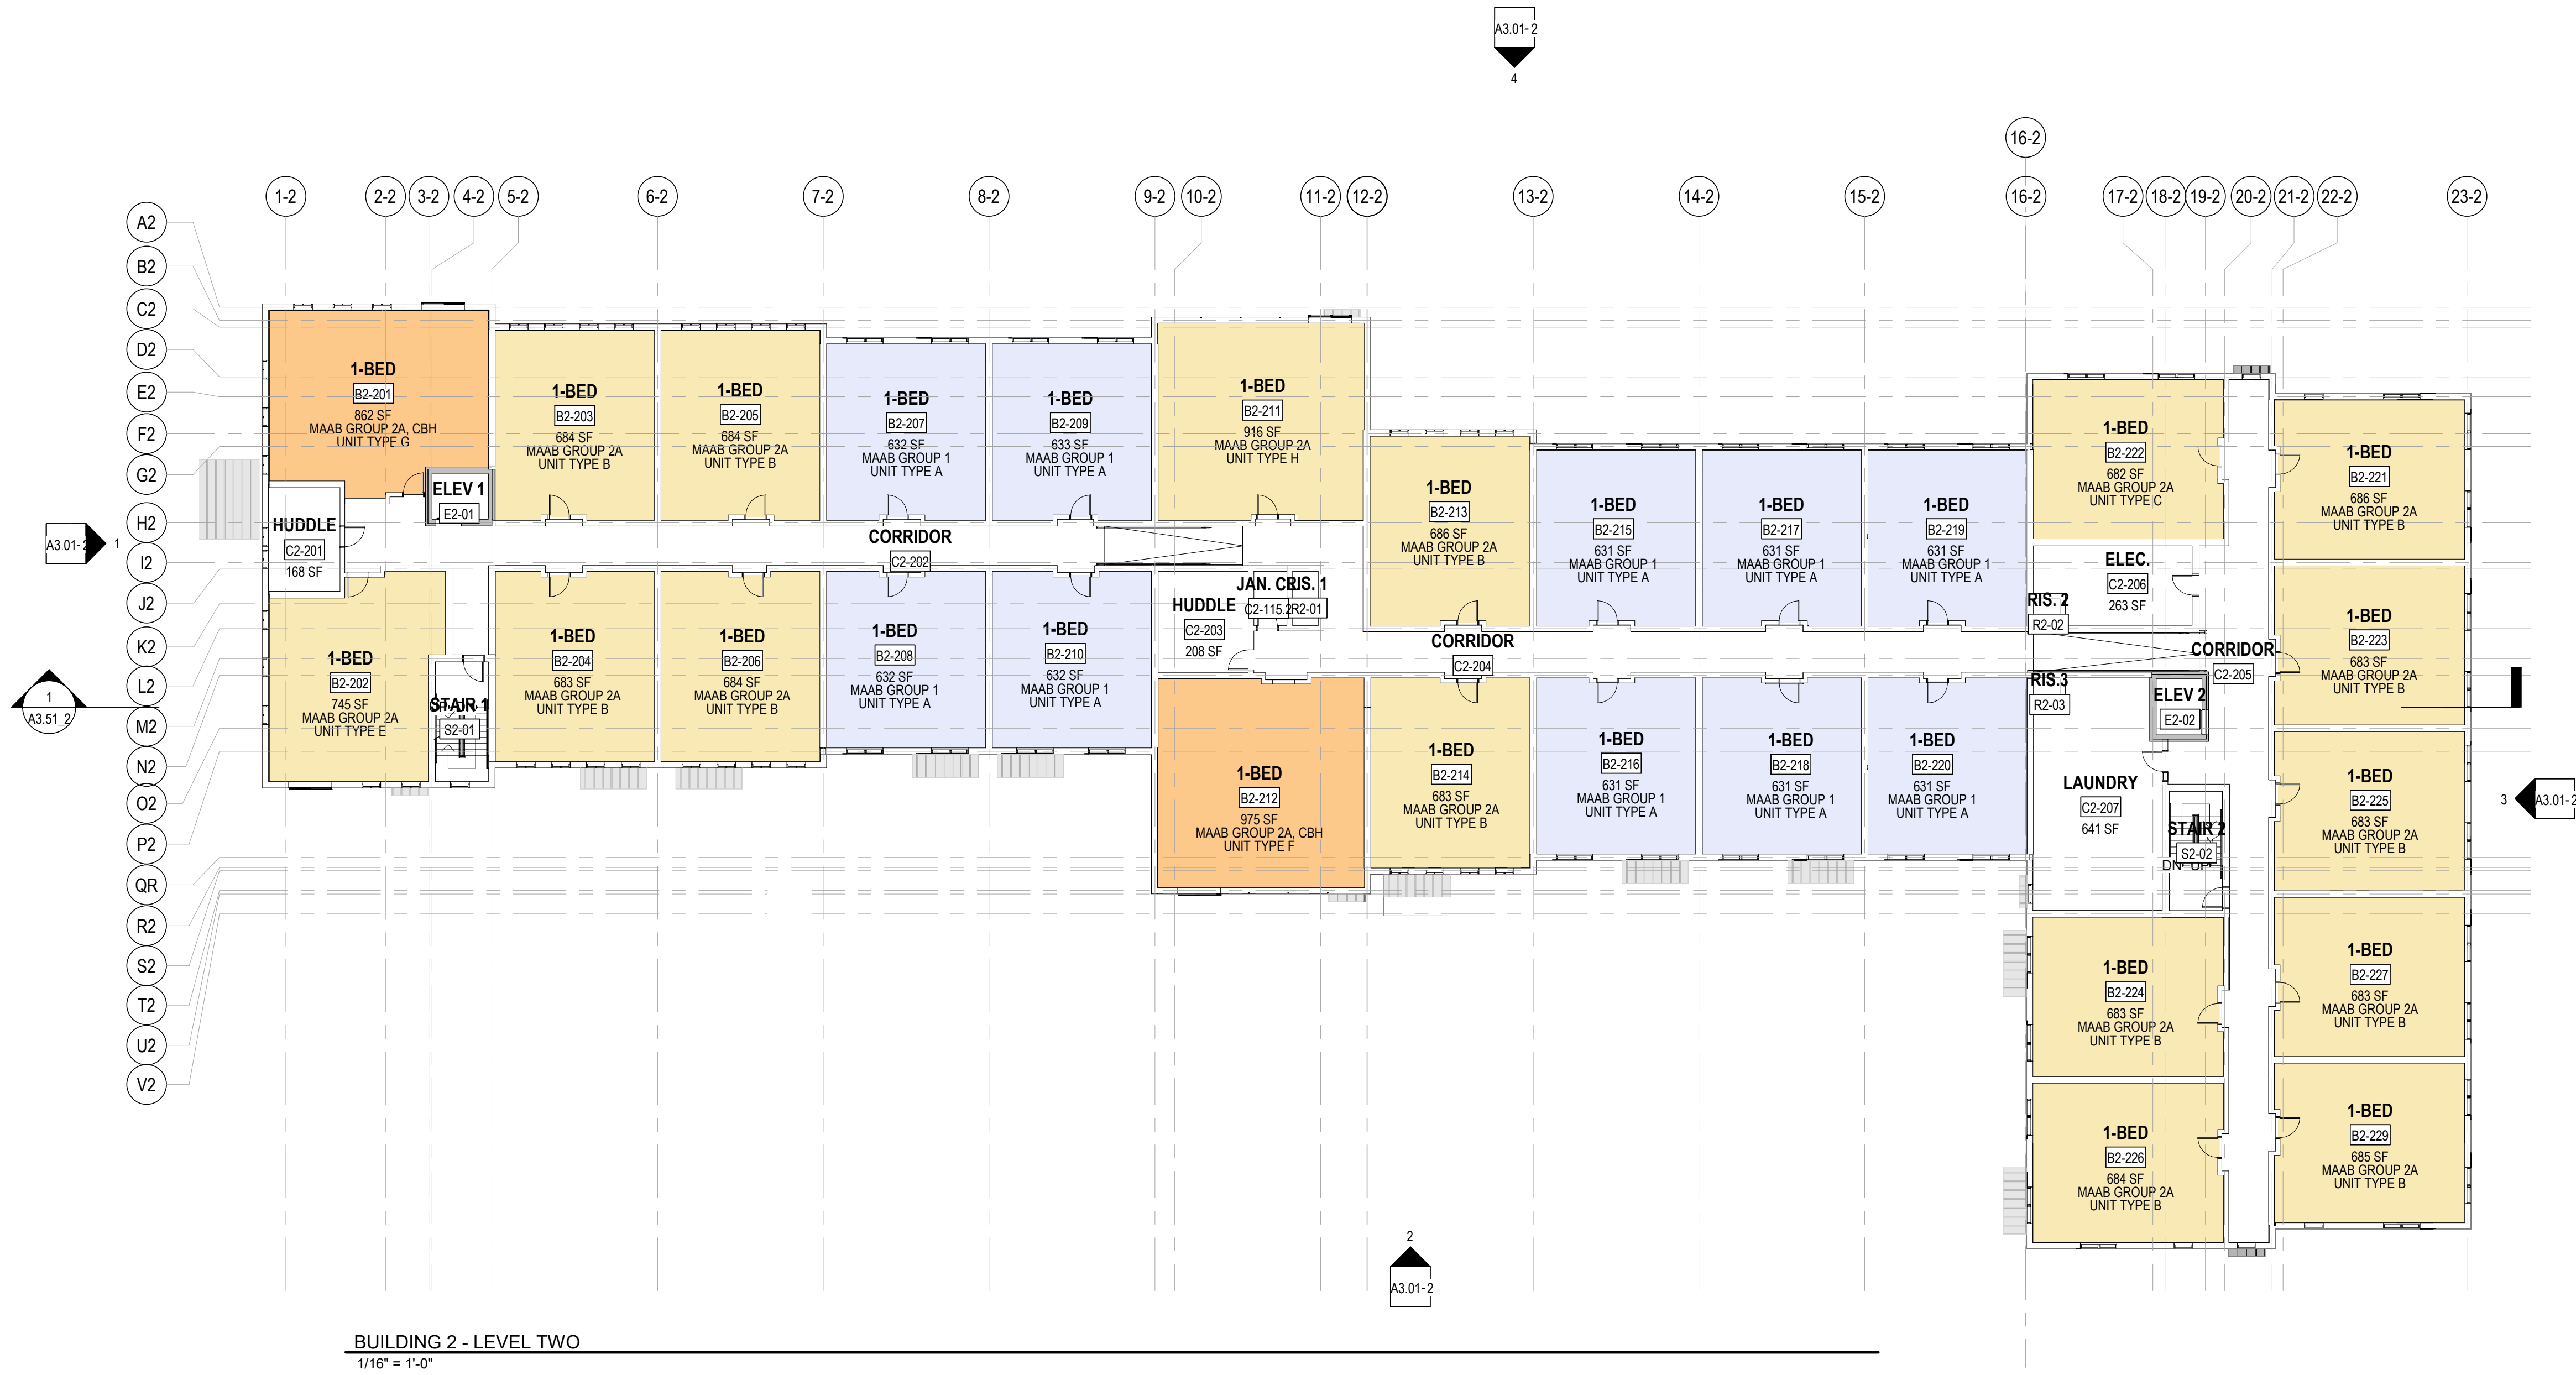 A3.01-2
4
16-2
1-2
2-2
3-2
4-2
5-2
6-2
7-2
8-2
9-2
10-2
11-2
12-2
13-2
14-2
15-2
16-2
17-2
18-2
19-2
20-2
21-2
22-2
23-2
A2
B2
C2
D2
E2
F2
G2
H2
I2
J2
K2
L2
M2
N2
O2
P2
QR
R2
S2
T2
U2
V2
A3.01-2
1
1
A3.51_2
1-BED
B2-201
862 SF
MAAB GROUP 2A, CBH
UNIT TYPE G
1-BED
B2-203
684 SF
MAAB GROUP 2A
UNIT TYPE B
1-BED
B2-205
684 SF
MAAB GROUP 2A
UNIT TYPE B
1-BED
B2-207
632 SF
MAAB GROUP 1
UNIT TYPE A
1-BED
B2-209
633 SF
MAAB GROUP 1
UNIT TYPE A
1-BED
B2-211
916 SF
MAAB GROUP 2A
UNIT TYPE H
1-BED
B2-213
686 SF
MAAB GROUP 2A
UNIT TYPE B
1-BED
B2-215
631 SF
MAAB GROUP 1
UNIT TYPE A
1-BED
B2-217
631 SF
MAAB GROUP 1
UNIT TYPE A
1-BED
B2-219
631 SF
MAAB GROUP 1
UNIT TYPE A
1-BED
B2-222
682 SF
MAAB GROUP 2A
UNIT TYPE C
1-BED
B2-221
686 SF
MAAB GROUP 2A
UNIT TYPE B
ELEV 1
E2-01
HUDDLE
C2-201
168 SF
CORRIDOR
C2-202
ELEC.
C2-206
263 SF
RIS. 2
R2-02
1-BED
B2-202
745 SF
MAAB GROUP 2A
UNIT TYPE E
STAIR 1
S2-01
1-BED
B2-204
683 SF
MAAB GROUP 2A
UNIT TYPE B
1-BED
B2-206
684 SF
MAAB GROUP 2A
UNIT TYPE B
1-BED
B2-208
632 SF
MAAB GROUP 1
UNIT TYPE A
1-BED
B2-210
632 SF
MAAB GROUP 1
UNIT TYPE A
HUDDLE
C2-203
208 SF
JAN. CL.
C2-115.2
RIS. 1
R2-01
CORRIDOR
C2-204
CORRIDOR
C2-205
1-BED
B2-223
683 SF
MAAB GROUP 2A
UNIT TYPE B
RIS.3
R2-03
ELEV 2
E2-02
1-BED
B2-212
975 SF
MAAB GROUP 2A, CBH
UNIT TYPE F
1-BED
B2-214
683 SF
MAAB GROUP 2A
UNIT TYPE B
1-BED
B2-216
631 SF
MAAB GROUP 1
UNIT TYPE A
1-BED
B2-218
631 SF
MAAB GROUP 1
UNIT TYPE A
1-BED
B2-220
631 SF
MAAB GROUP 1
UNIT TYPE A
LAUNDRY
C2-207
641 SF
STAIR 2
S2-02
DN UP
1-BED
B2-225
683 SF
MAAB GROUP 2A
UNIT TYPE B
3
A3.01-2
1-BED
B2-224
683 SF
MAAB GROUP 2A
UNIT TYPE B
1-BED
B2-227
683 SF
MAAB GROUP 2A
UNIT TYPE B
1-BED
B2-226
684 SF
MAAB GROUP 2A
UNIT TYPE B
1-BED
B2-229
685 SF
MAAB GROUP 2A
UNIT TYPE B
2
A3.01-2
BUILDING 2 - LEVEL TWO
1/16" = 1'-0"